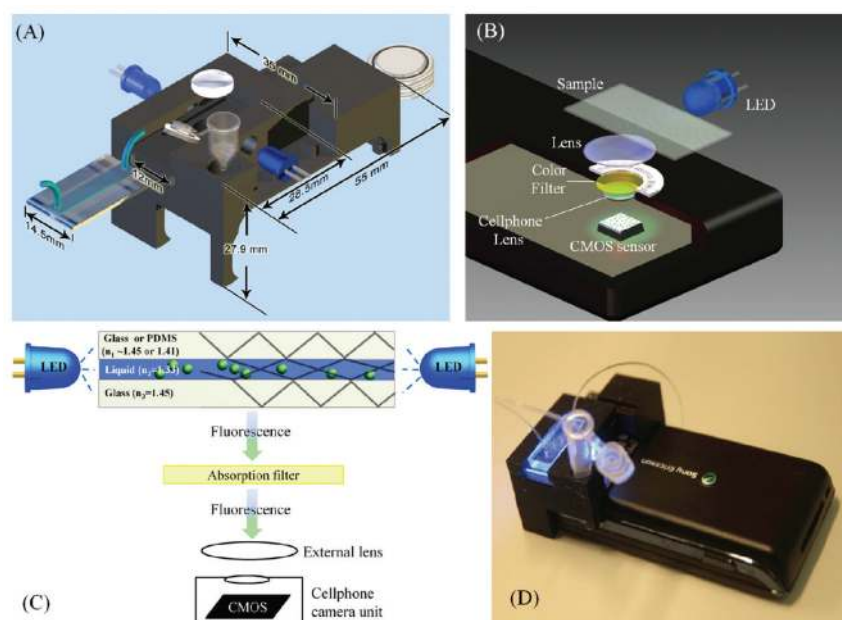 (A)
35 mm
12mm
14.5mm
28.5mm
55 mm
27.9 mm
(B)
Sample
LED
Lens
Color
Filter
Cellphone
Lens
CMOS sensor
Glass or PDMS
(n₁ ~1.45 or 1.41)
LED
Liquid (n₂=1.33)
LED
Glass (n₃=1.45)
Fluorescence
Absorption filter
Fluorescence
External lens
Cellphone
camera unit
CMOS
(C)
Sony Ericsson
(D)